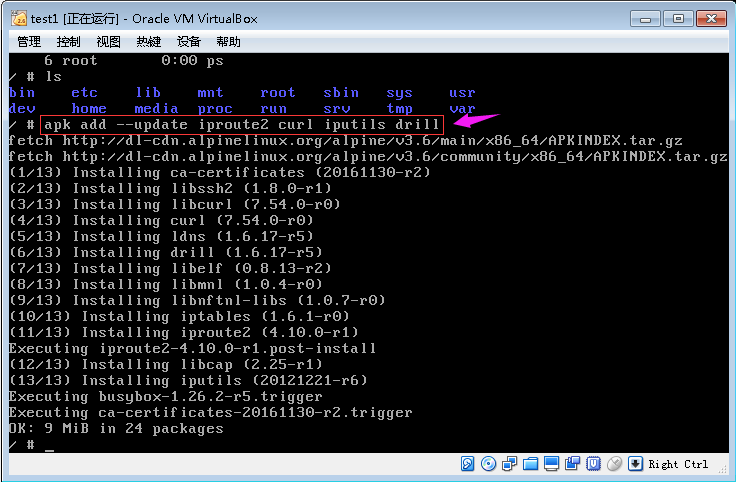 test1 [正在运行] - Oracle VM VirtualBox
管理 控制 视图 热键 设备 帮助
6 root 0:00 ps
/ # ls
bin etc lib mnt root sbin sys usr
dev home media proc run srv tmp var
/ # apk add --update iproute2 curl iputils drill
fetch http://dl-cdn.alpinelinux.org/alpine/v3.6/main/x86_64/APKINDEX.tar.gz
fetch http://dl-cdn.alpinelinux.org/alpine/v3.6/community/x86_64/APKINDEX.tar.gz
(1/13) Installing ca-certificates (20161130-r2)
(2/13) Installing libssh2 (1.8.0-r1)
(3/13) Installing libcurl (7.54.0-r0)
(4/13) Installing curl (7.54.0-r0)
(5/13) Installing ldns (1.6.17-r5)
(6/13) Installing drill (1.6.17-r5)
(7/13) Installing libelf (0.8.13-r2)
(8/13) Installing libmnl (1.0.4-r0)
(9/13) Installing libnftnl-libs (1.0.7-r0)
(10/13) Installing iptables (1.6.1-r0)
(11/13) Installing iproute2 (4.10.0-r1)
Executing iproute2-4.10.0-r1.post-install
(12/13) Installing libcap (2.25-r1)
(13/13) Installing iputils (20121221-r6)
Executing busybox-1.26.2-r5.trigger
Executing ca-certificates-20161130-r2.trigger
OK: 9 MiB in 24 packages
/ # _
Right Ctrl